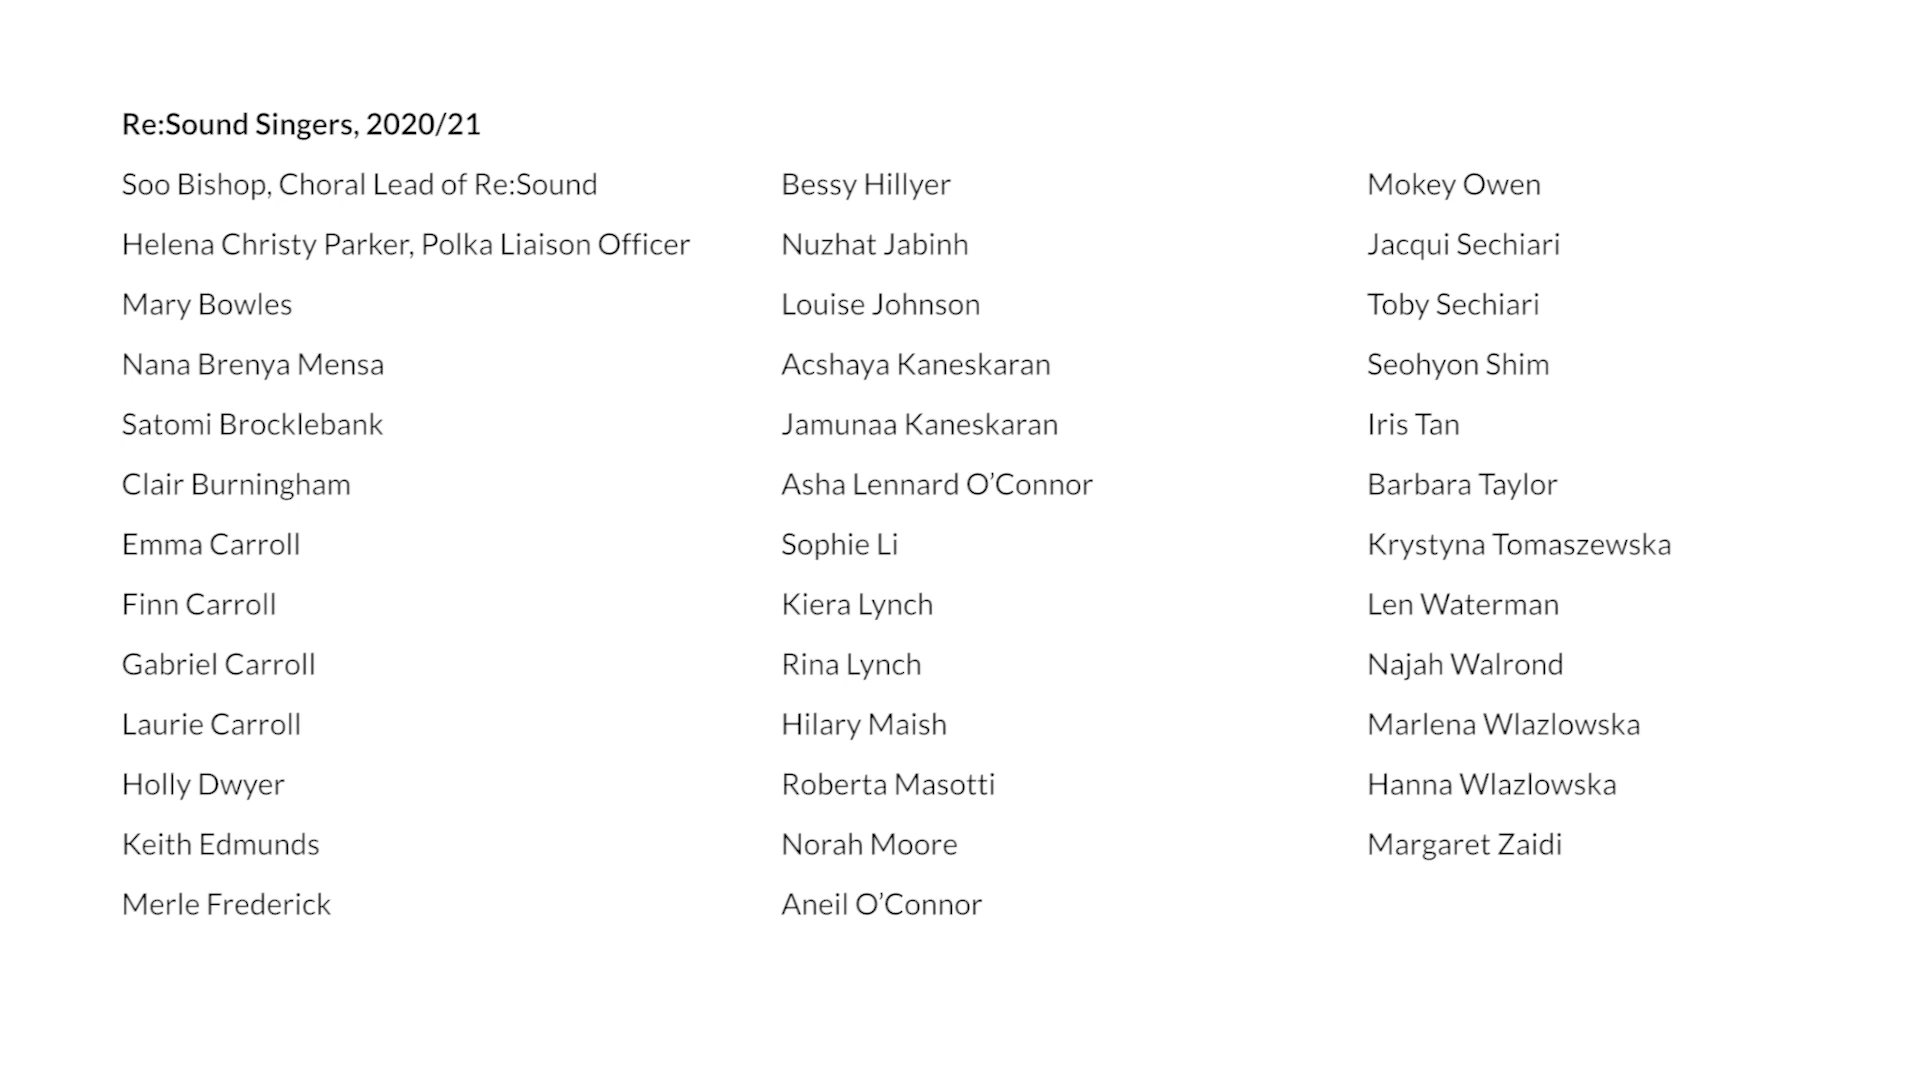 Re:Sound Singers, 2020/21
Soo Bishop, Choral Lead of Re:Sound
Helena Christy Parker, Polka Liaison Officer
Mary Bowles
Nana Brenya Mensa
Satomi Brocklebank
Clair Burningham
Emma Carroll
Finn Carroll
Gabriel Carroll
Laurie Carroll
Holly Dwyer
Keith Edmunds
Merle Frederick
Bessy Hillyer
Nuzhat Jabinh
Louise Johnson
Acshaya Kaneskaran
Jamunaa Kaneskaran
Asha Lennard O’Connor
Sophie Li
Kiera Lynch
Rina Lynch
Hilary Maish
Roberta Masotti
Norah Moore
Aneil O’Connor
Mokey Owen
Jacqui Sechiari
Toby Sechiari
Seohyon Shim
Iris Tan
Barbara Taylor
Krystyna Tomaszewska
Len Waterman
Najah Walrond
Marlena Wlazlowska
Hanna Wlazlowska
Margaret Zaidi